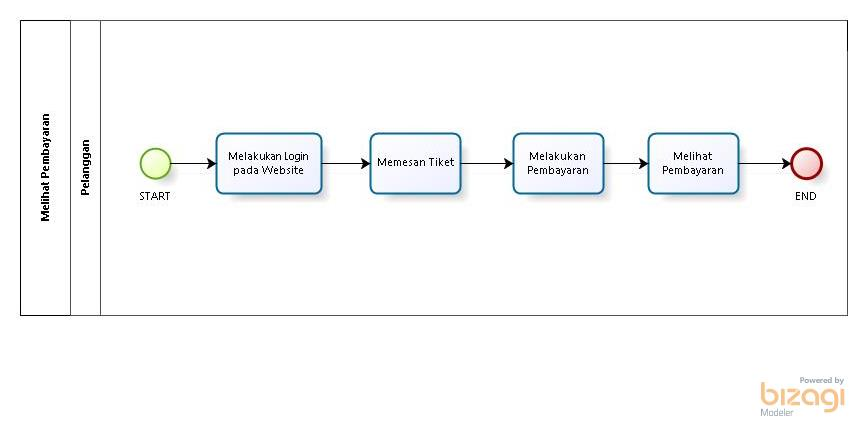 Melihat Pembayaran
Pelanggan
START
Melakukan Login
pada Website
Memesan Tiket
Melakukan
Pembayaran
Melihat
Pembayaran
END
Powered by
bizagi
Modeler